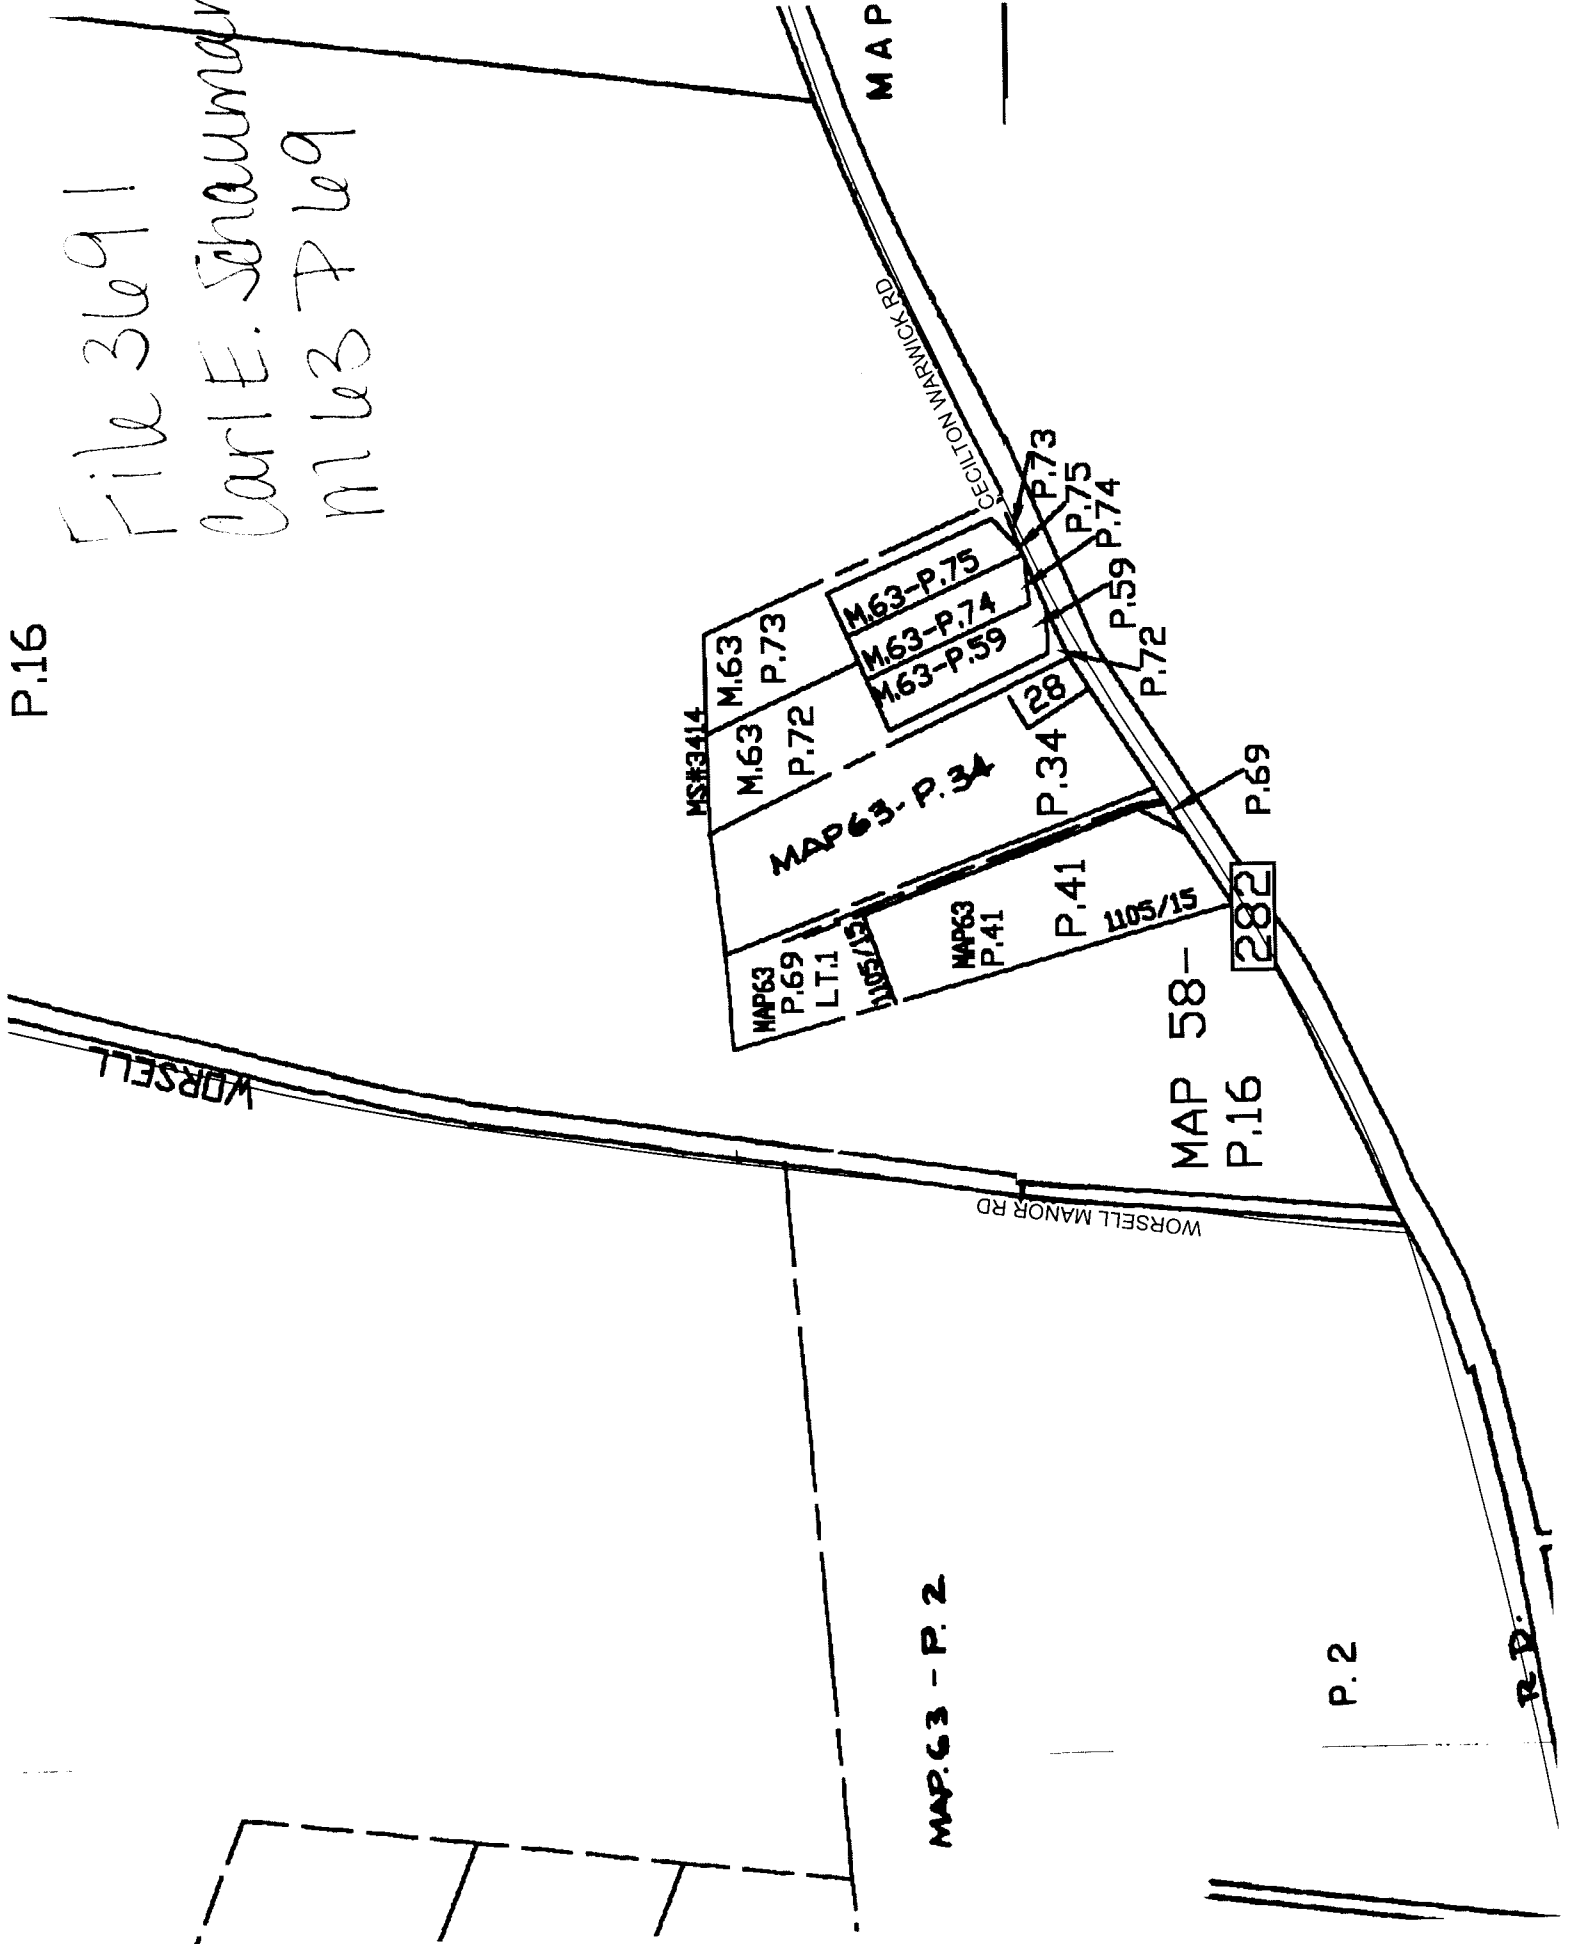 P.16
File 3691
Carl E.
M63 P69
MAP
CECILTON WARWICK RD
MS#3414
M.63
P.73
M.63
P.72
M.63-P.75
M.63-P.74
M.63-P.59
28
P.73
P.75
P.74
P.59
P.72
MAP 63 - P. 34
P.34
P.69
MAP63
P.69
LT.1
1105/15
MAP63
P.41
P.41
1105/15
282
MAP 58-
P.16
WORSELL
WORSELL MANOR RD
MAP. 63 - P. 2
P. 2
RD.